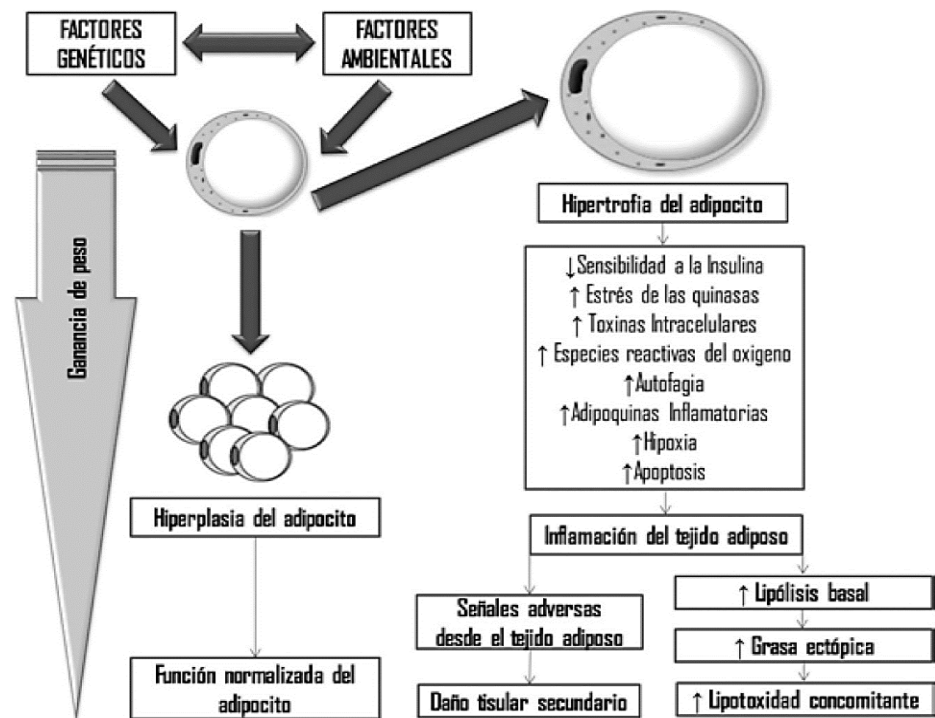 FACTORES
GENÉTICOS
FACTORES
AMBIENTALES
Ganancia de peso
Hipertrofia del adipocito
↓Sensibilidad a la Insulina
↑ Estrés de las quinasas
↑ Toxinas Intracelulares
↑ Especies reactivas del oxigeno
↑Autofagia
↑Adipoquinas Inflamatorias
↑Hipoxia
↑Apoptosis
Hiperplasia del adipocito
Inflamación del tejido adiposo
Señales adversas
desde el tejido adiposo
↑ Lipólisis basal
↑ Grasa ectópica
Función normalizada del
adipocito
Daño tisular secundario
↑ Lipotoxidad concomitante